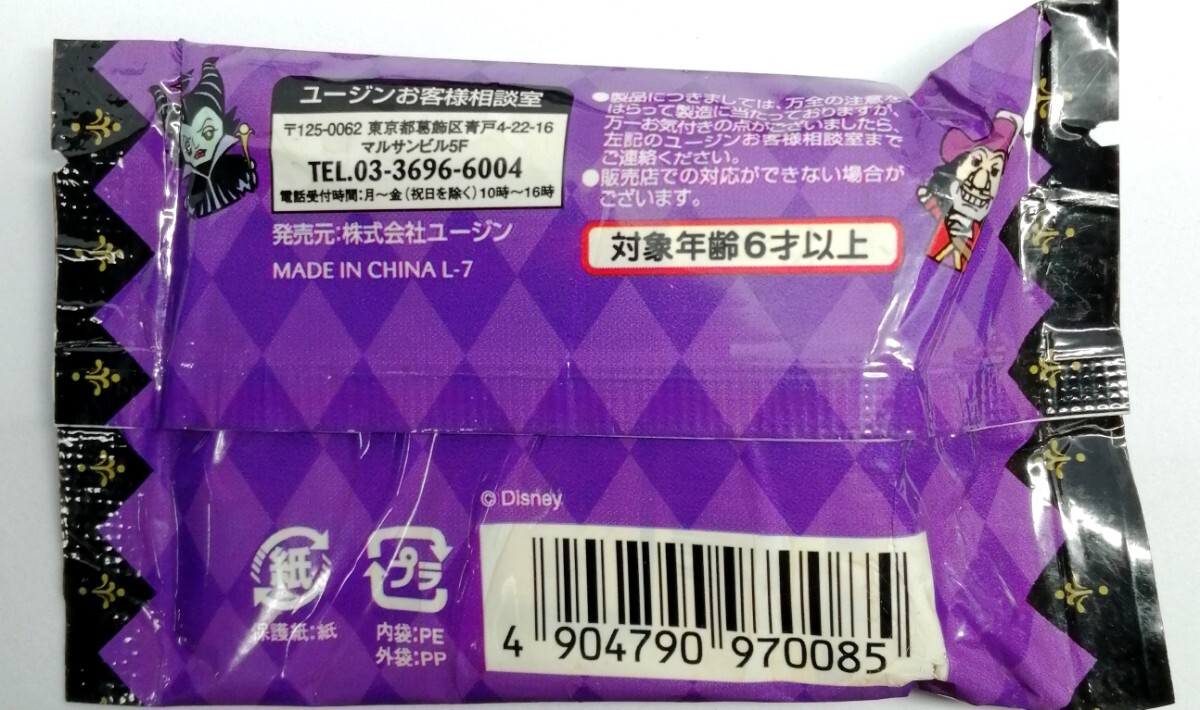 ユージンお客様相談室
〒125-0062 東京都葛飾区青戸4-22-16
マルサンビル5F
TEL.03-3696-6004
電話受付時間:月〜金(祝日を除く)10時〜16時
発売元:株式会社ユージン
MADE IN CHINA L-7
●製品につきましては、万全の注意を
はらって製造に当たっておりますが、
万一お気付きの点がございましたら、
左記のユージンお客様相談室まで
ご連絡ください。
●販売店での対応ができない場合が
ございます。
対象年齢6才以上
© Disney
紙
プラ
保護紙:紙
内袋:PE
外袋:PP
4 904790 970085